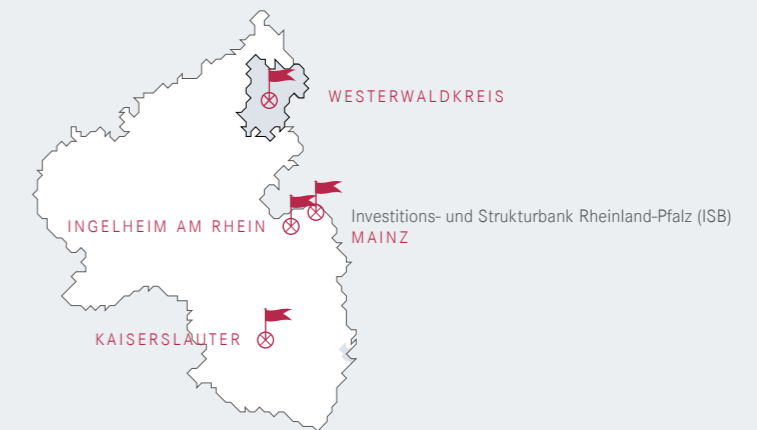 WESTERWALDKREIS
INGELHEIM AM RHEIN
Investitions- und Strukturbank Rheinland-Pfalz (ISB)
MAINZ
KAISERSLAUTER